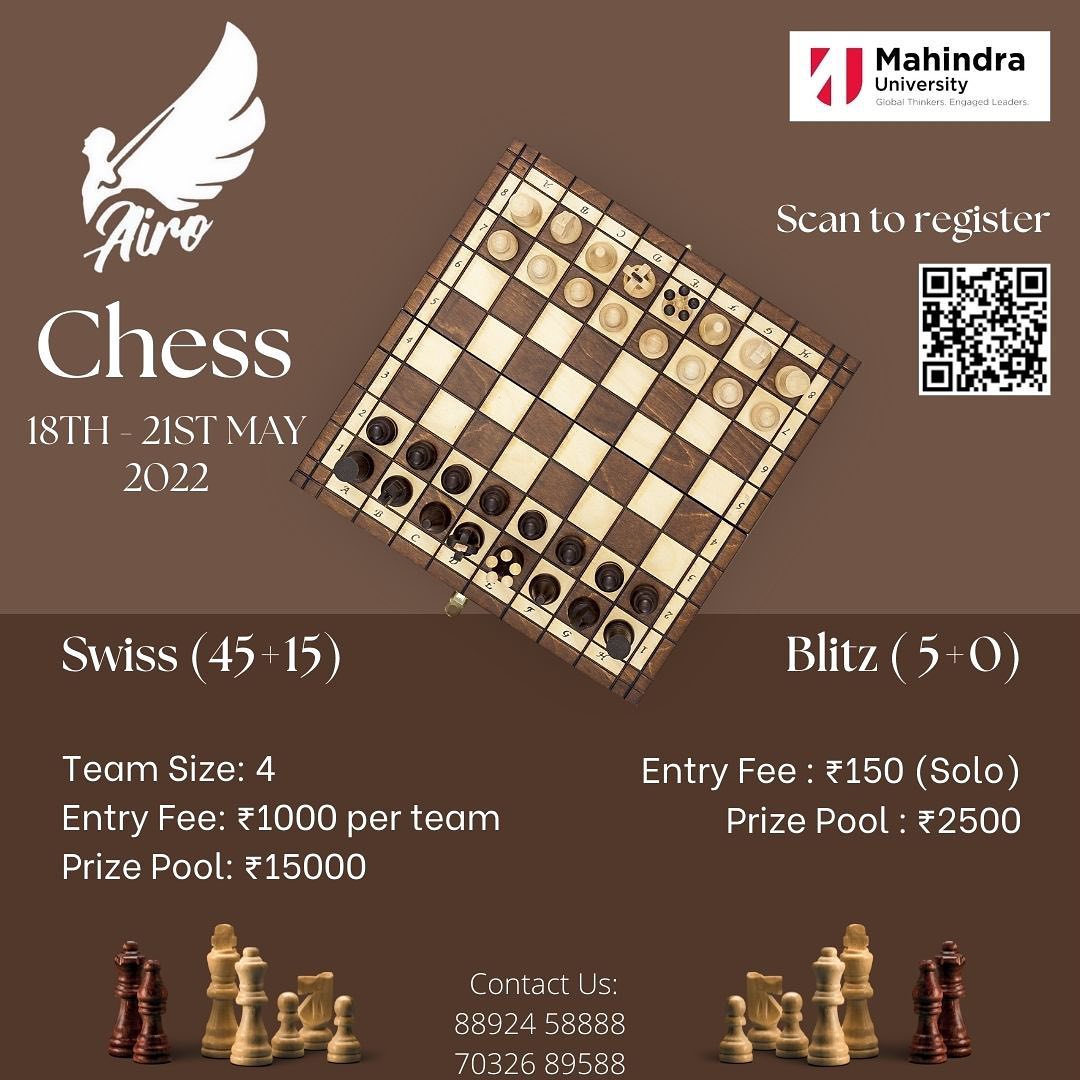 Airo
Mahindra
University
Global Thinkers. Engaged Leaders.
Scan to register
Chess
18TH - 21ST MAY
2022
Swiss (45+15)
Team Size: 4
Entry Fee: ₹1000 per team
Prize Pool: ₹15000
Blitz ( 5+0)
Entry Fee : ₹150 (Solo)
Prize Pool : ₹2500
Contact Us:
88924 58888
70326 89588